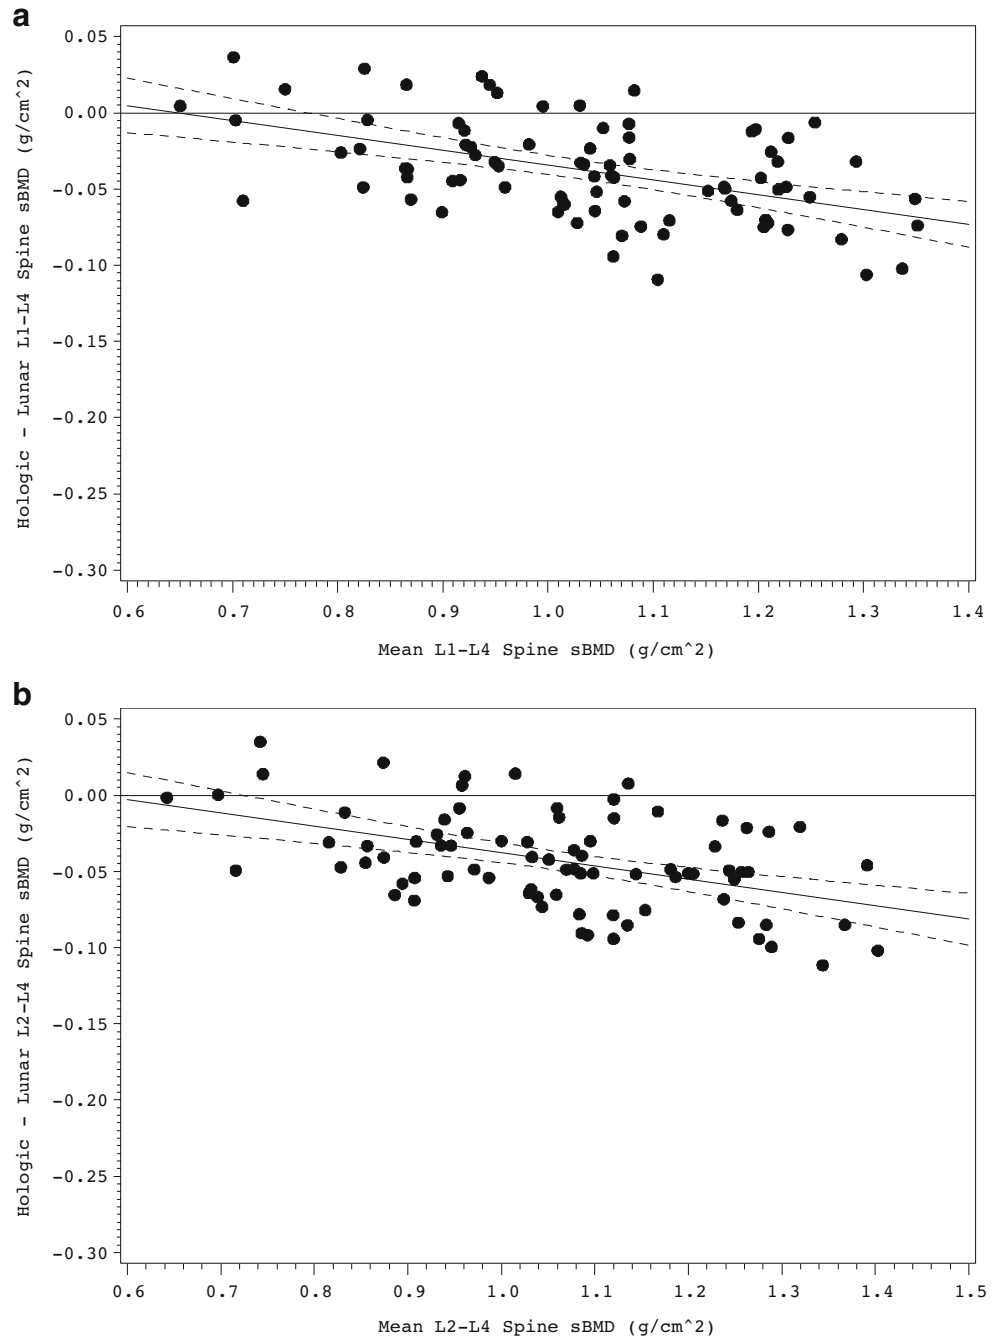 a
Hologic - Lunar L1-L4 Spine sBMD (g/cm^2)
0.05
0.00
-0.05
-0.10
-0.15
-0.20
-0.25
-0.30
0.6 0.7 0.8 0.9 1.0 1.1 1.2 1.3 1.4
Mean L1-L4 Spine sBMD (g/cm^2)
b
Hologic - Lunar L2-L4 Spine sBMD (g/cm^2)
0.05
0.00
-0.05
-0.10
-0.15
-0.20
-0.25
-0.30
0.6 0.7 0.8 0.9 1.0 1.1 1.2 1.3 1.4 1.5
Mean L2-L4 Spine sBMD (g/cm^2)